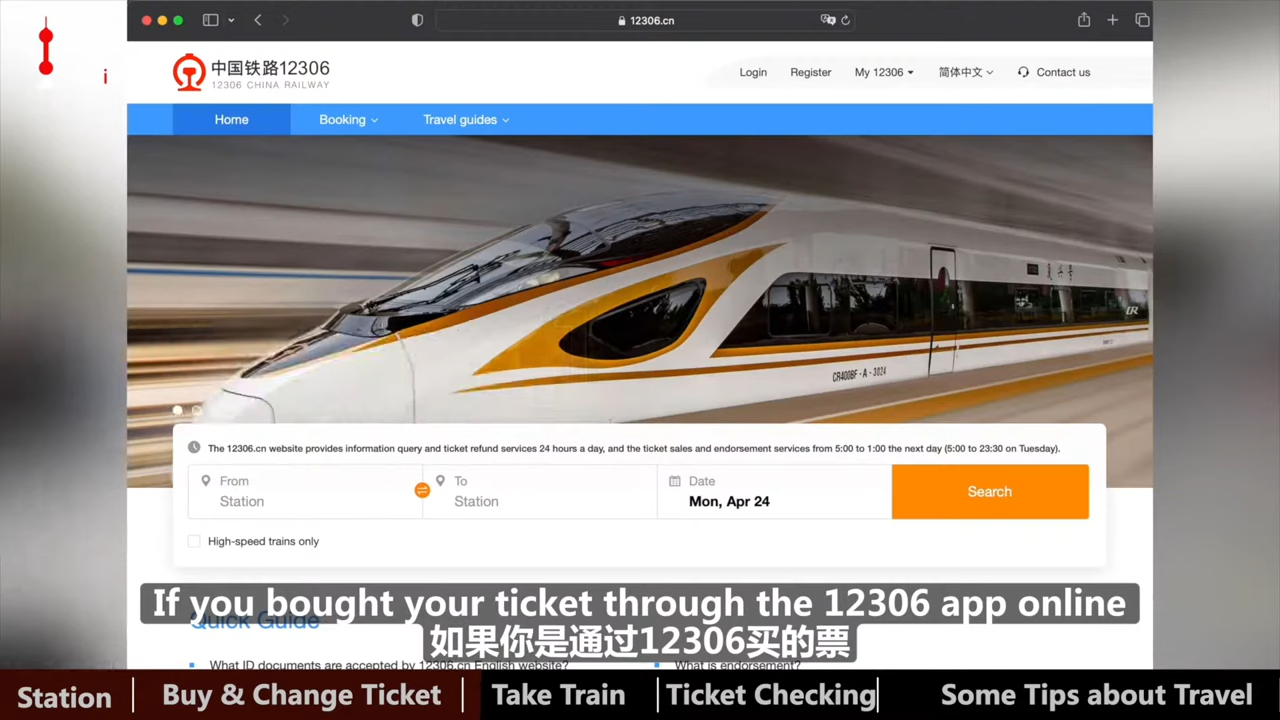 12306.cn
i
中国铁路12306
12306 CHINA RAILWAY
Login Register My 12306 简体中文 Contact us
Home Booking Travel guides
复兴号
CR
CR400BF-A-3024
The 12306.cn website provides information query and ticket refund services 24 hours a day, and the ticket sales and endorsement services from 5:00 to 1:00 the next day (5:00 to 23:30 on Tuesday).
From To Date
Station Station Mon, Apr 24
Search
High-speed trains only
If you bought your ticket through the 12306 app online
Quick Guide
如果你是通过12306买的票
What ID documents are accepted by 12306.cn English website? What is endorsement?
Station Buy & Change Ticket Take Train Ticket Checking Some Tips about Travel